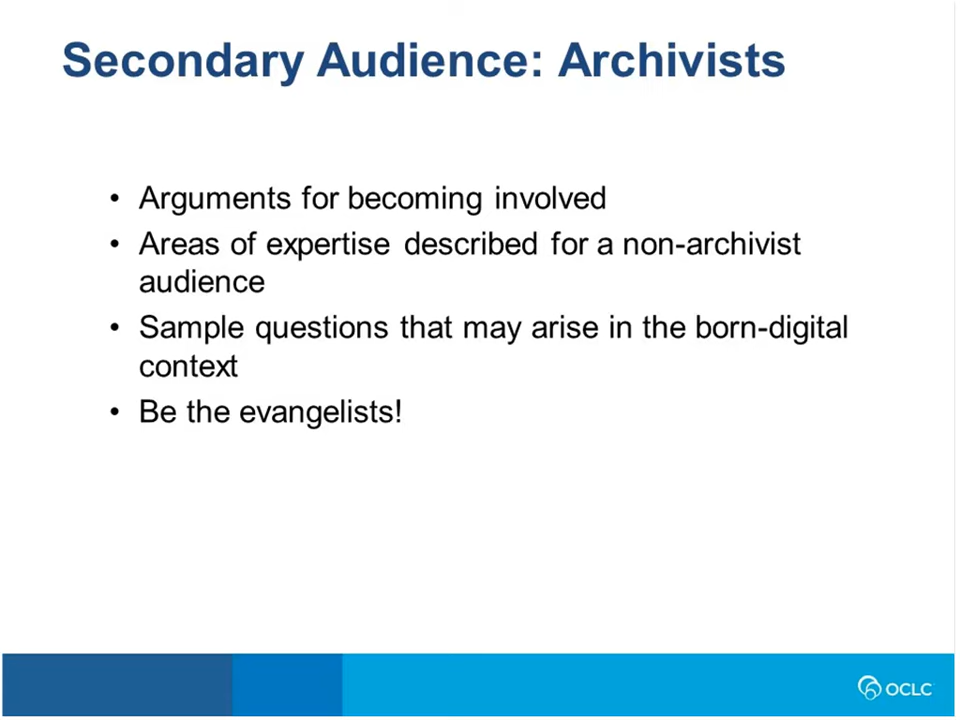 Secondary Audience: Archivists
• Arguments for becoming involved
• Areas of expertise described for a non-archivist
audience
• Sample questions that may arise in the born-digital
context
• Be the evangelists!
OCLC